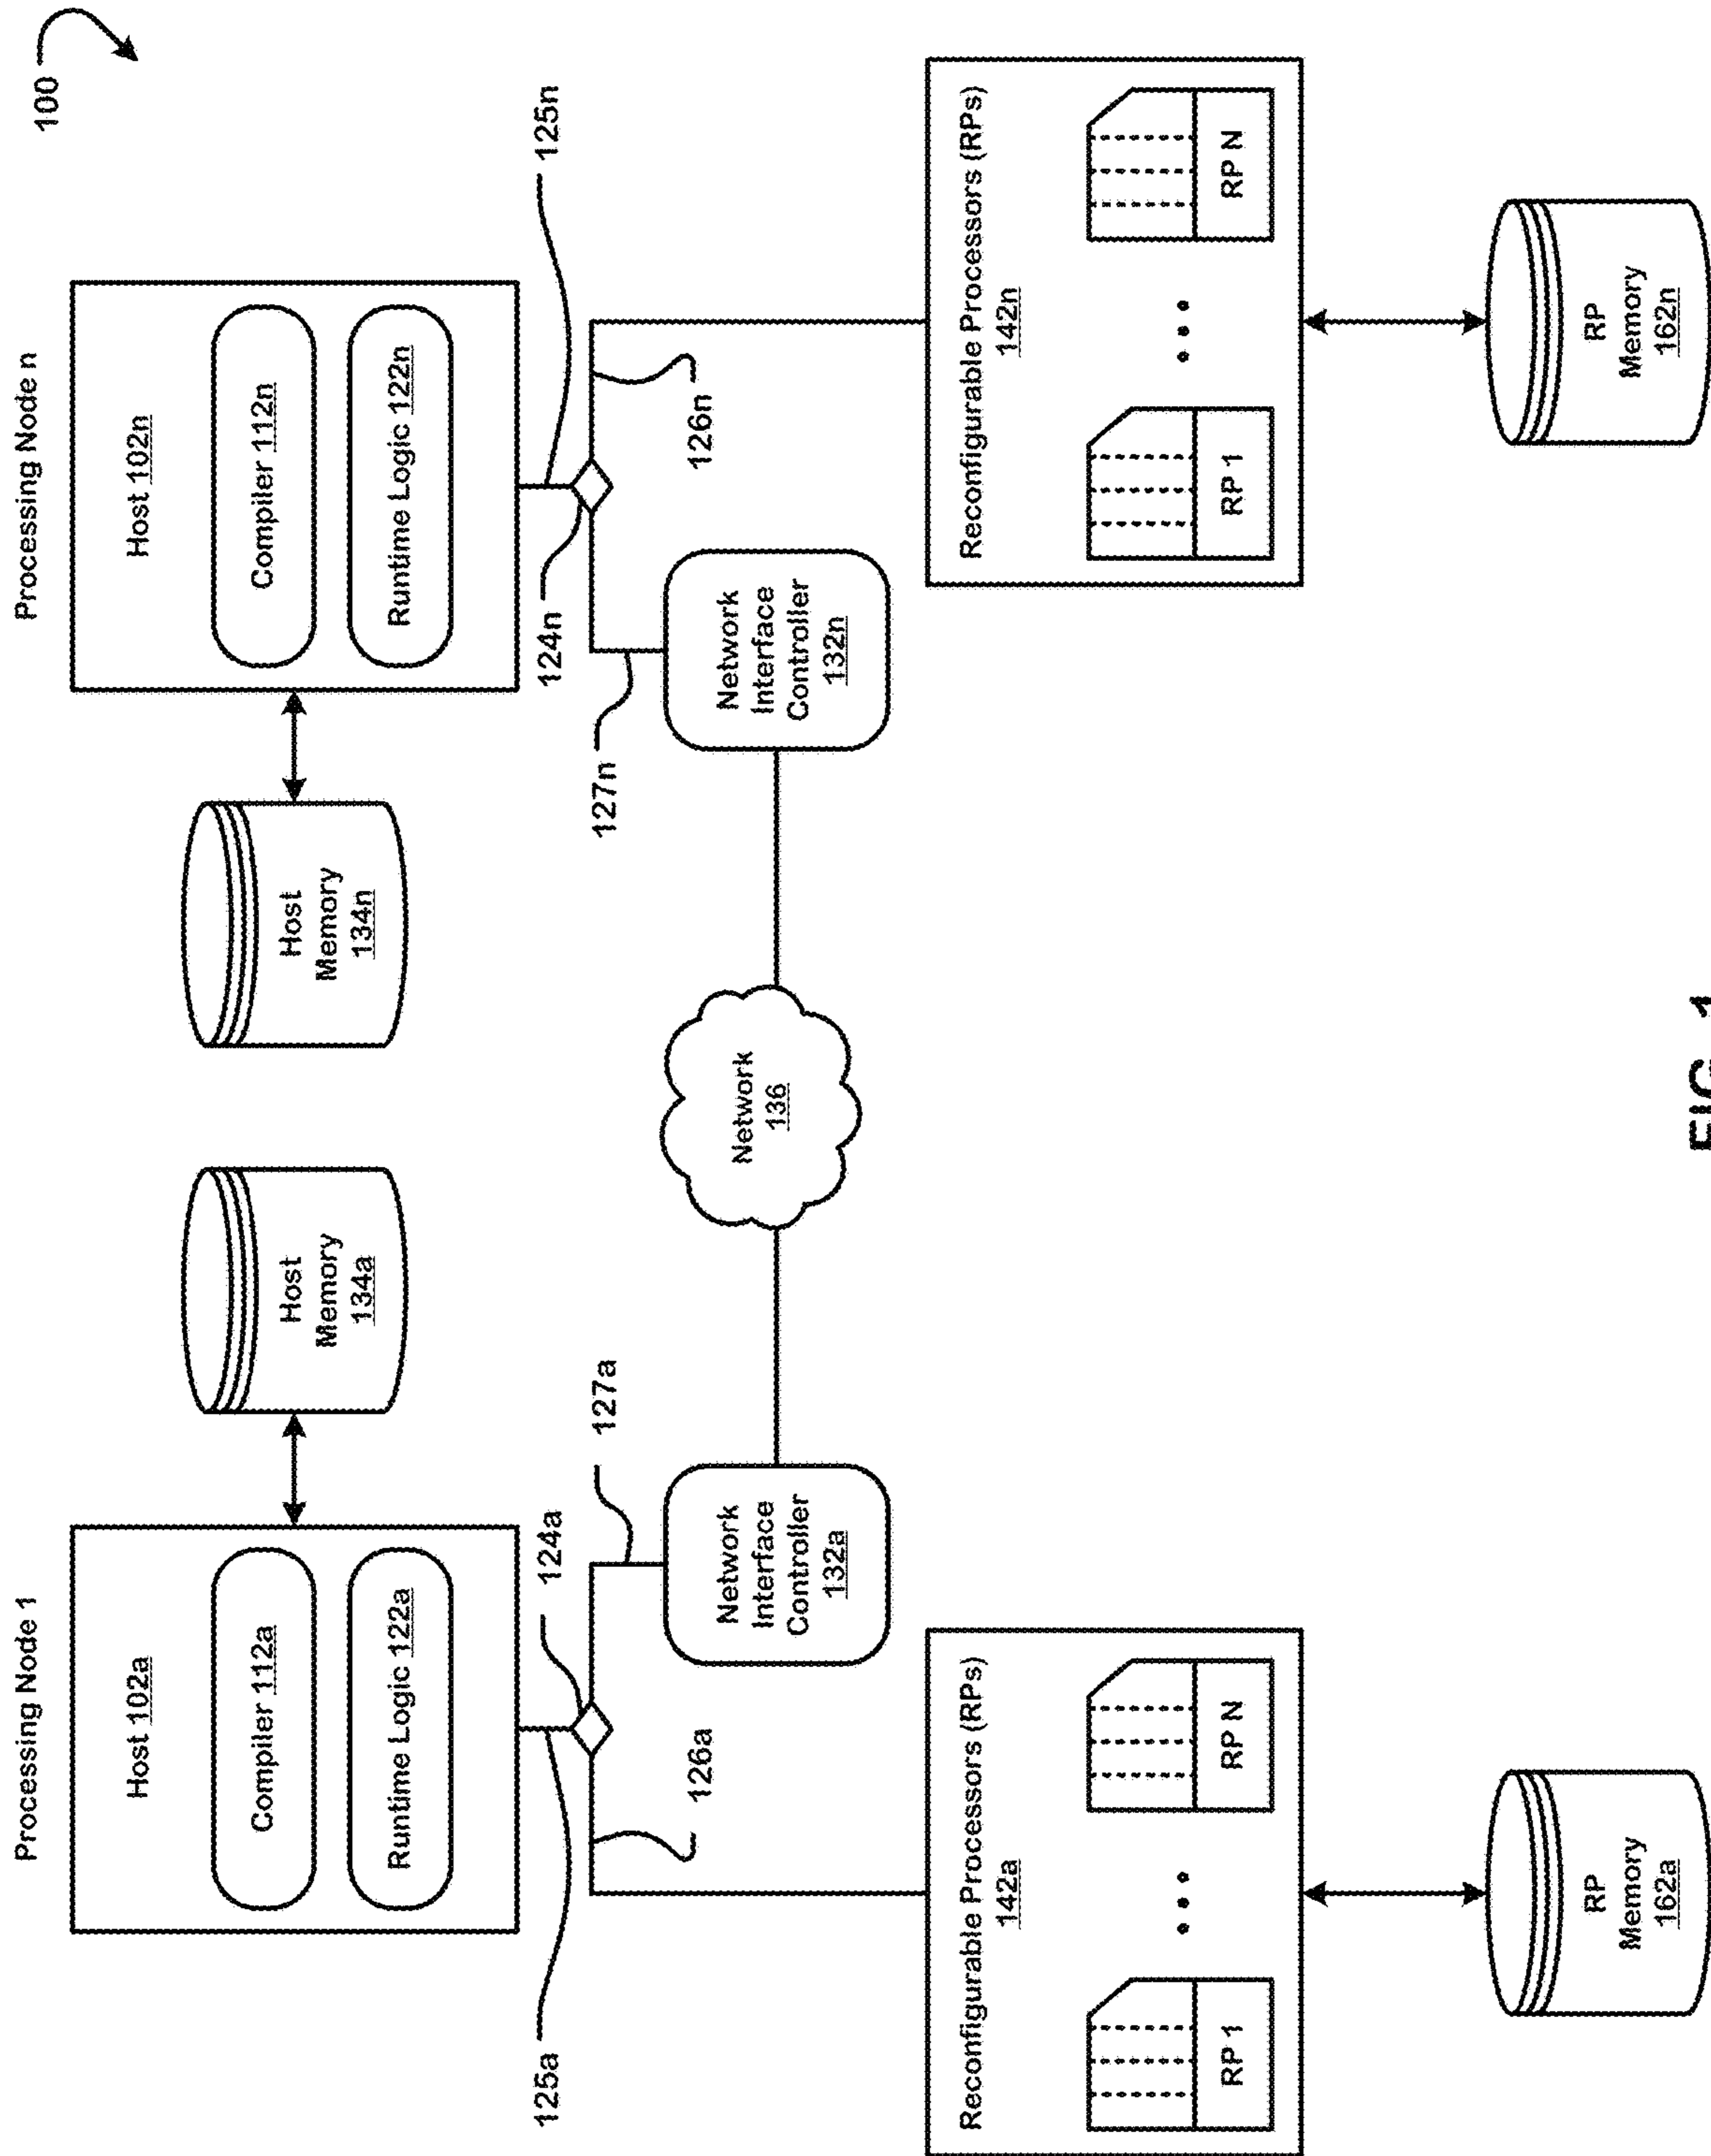 100
Processing Node 1
Host 102a
Compiler 112a
Runtime Logic 122a
Host
Memory
134a
Host
Memory
134n
Processing Node n
Host 102n
Compiler 112n
Runtime Logic 122n
125a
124a
126a
127a
Network
Interface
Controller
132a
Network
136
127n
124n
125n
126n
Network
Interface
Controller
132n
Reconfigurable Processors (RPs)
142a
RP 1
RP N
RP
Memory
162a
Reconfigurable Processors (RPs)
142n
RP 1
RP N
RP
Memory
162n
FIG. 1